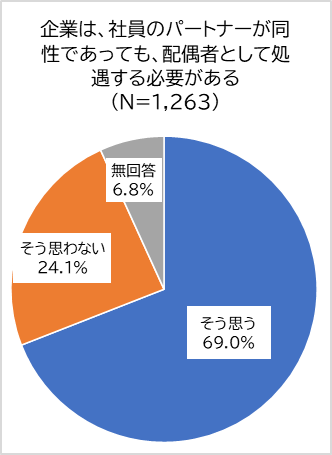 企業は、社員のパートナーが同
性であっても、配偶者として処
遇する必要がある
（N=1,263）
無回答
6.8%
そう思わない
24.1%
そう思う
69.0%